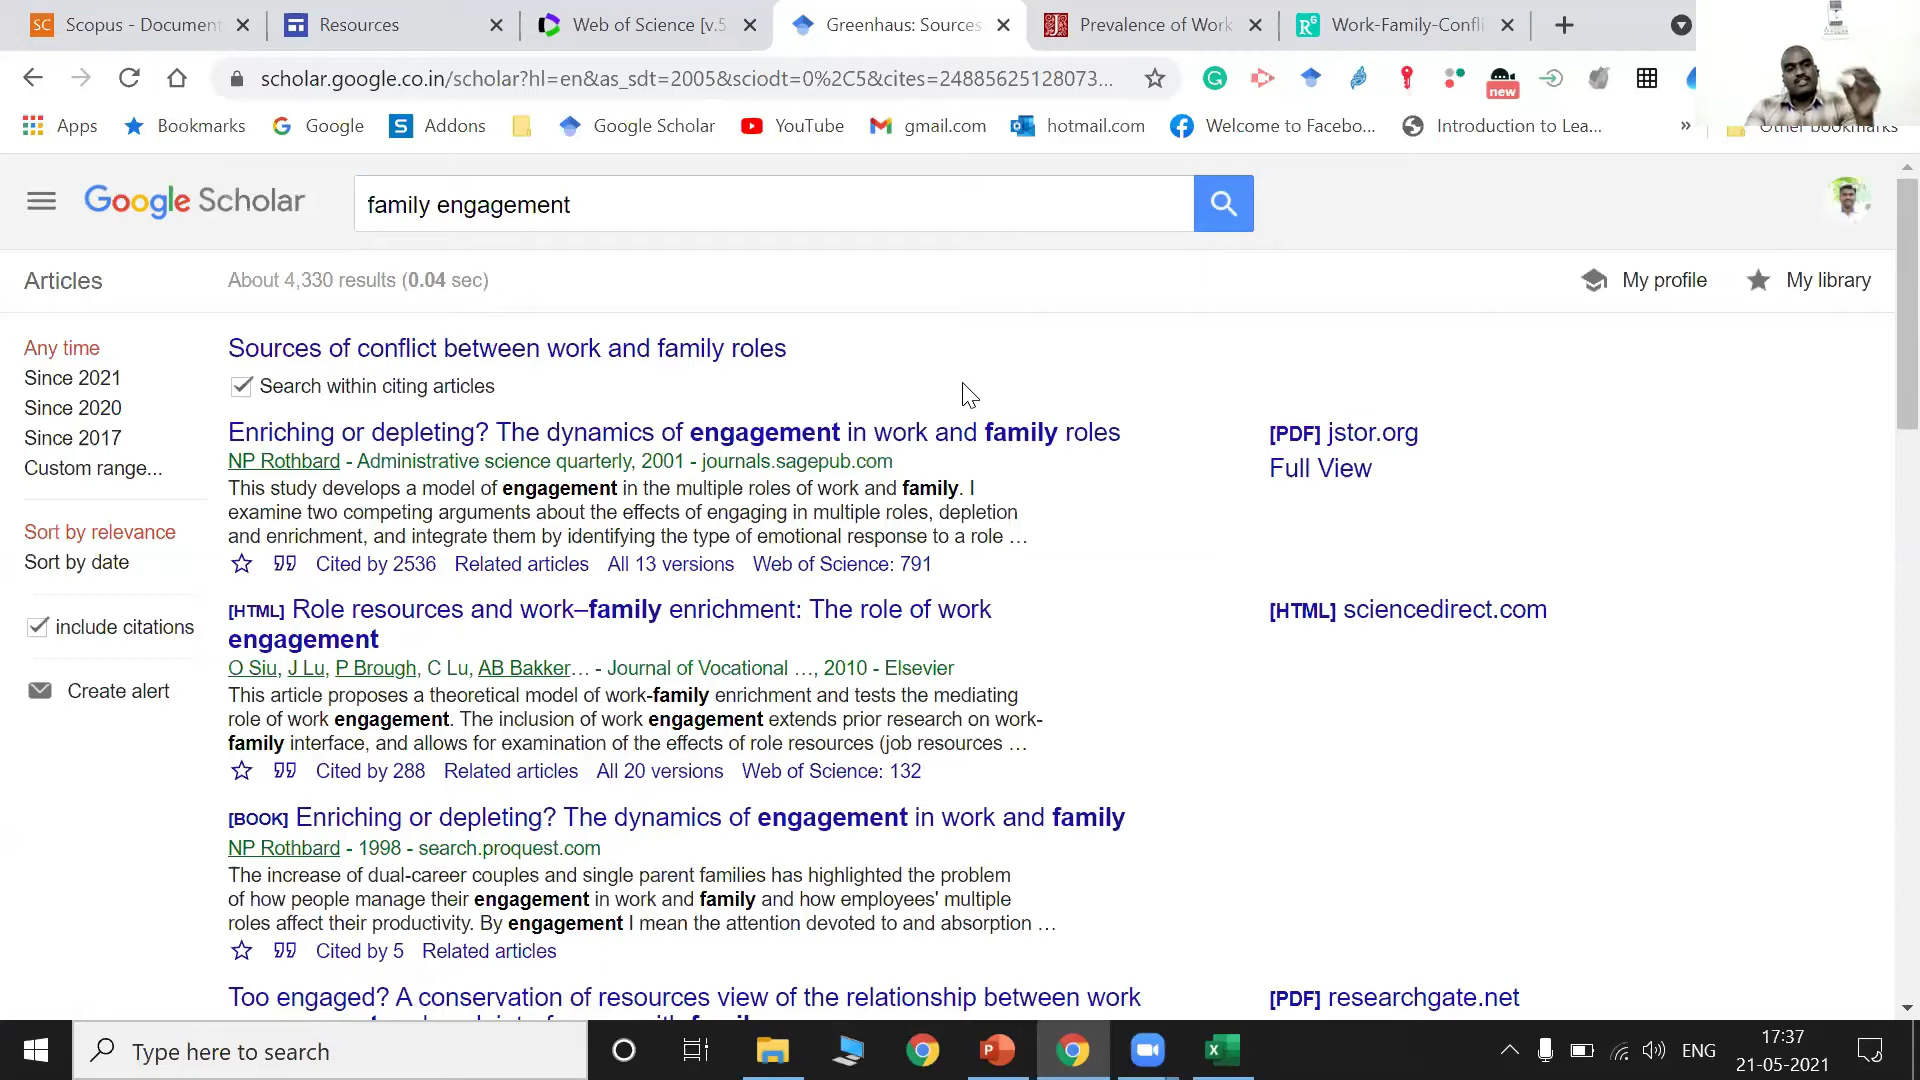 Scopus - Document
Resources
Web of Science [v.5
Greenhaus: Sources
Prevalence of Work
Work-Family-Confli
scholar.google.co.in/scholar?hl=en&as_sdt=2005&sciodt=0%2C5&cites=24885625128073...
new
Apps
Bookmarks
Google
Addons
Google Scholar
YouTube
gmail.com
hotmail.com
Welcome to Facebo...
Introduction to Lea...
»
Other bookmarks
Google Scholar
family engagement
Articles
About 4,330 results (0.04 sec)
My profile
My library
Any time
Since 2021
Since 2020
Since 2017
Custom range...
Sort by relevance
Sort by date
include citations
Create alert
Sources of conflict between work and family roles
Search within citing articles
Enriching or depleting? The dynamics of engagement in work and family roles
NP Rothbard - Administrative science quarterly, 2001 - journals.sagepub.com
This study develops a model of engagement in the multiple roles of work and family. I
examine two competing arguments about the effects of engaging in multiple roles, depletion
and enrichment, and integrate them by identifying the type of emotional response to a role …
Cited by 2536 Related articles All 13 versions Web of Science: 791
[PDF] jstor.org
Full View
[HTML] Role resources and work–family enrichment: The role of work
engagement
O Siu, J Lu, P Brough, C Lu, AB Bakker… - Journal of Vocational …, 2010 - Elsevier
This article proposes a theoretical model of work-family enrichment and tests the mediating
role of work engagement. The inclusion of work engagement extends prior research on work-
family interface, and allows for examination of the effects of role resources (job resources …
Cited by 288 Related articles All 20 versions Web of Science: 132
[HTML] sciencedirect.com
[BOOK] Enriching or depleting? The dynamics of engagement in work and family
NP Rothbard - 1998 - search.proquest.com
The increase of dual-career couples and single parent families has highlighted the problem
of how people manage their engagement in work and family and how employees' multiple
roles affect their productivity. By engagement I mean the attention devoted to and absorption …
Cited by 5 Related articles
Too engaged? A conservation of resources view of the relationship between work
[PDF] researchgate.net
Type here to search
ENG
17:37
21-05-2021